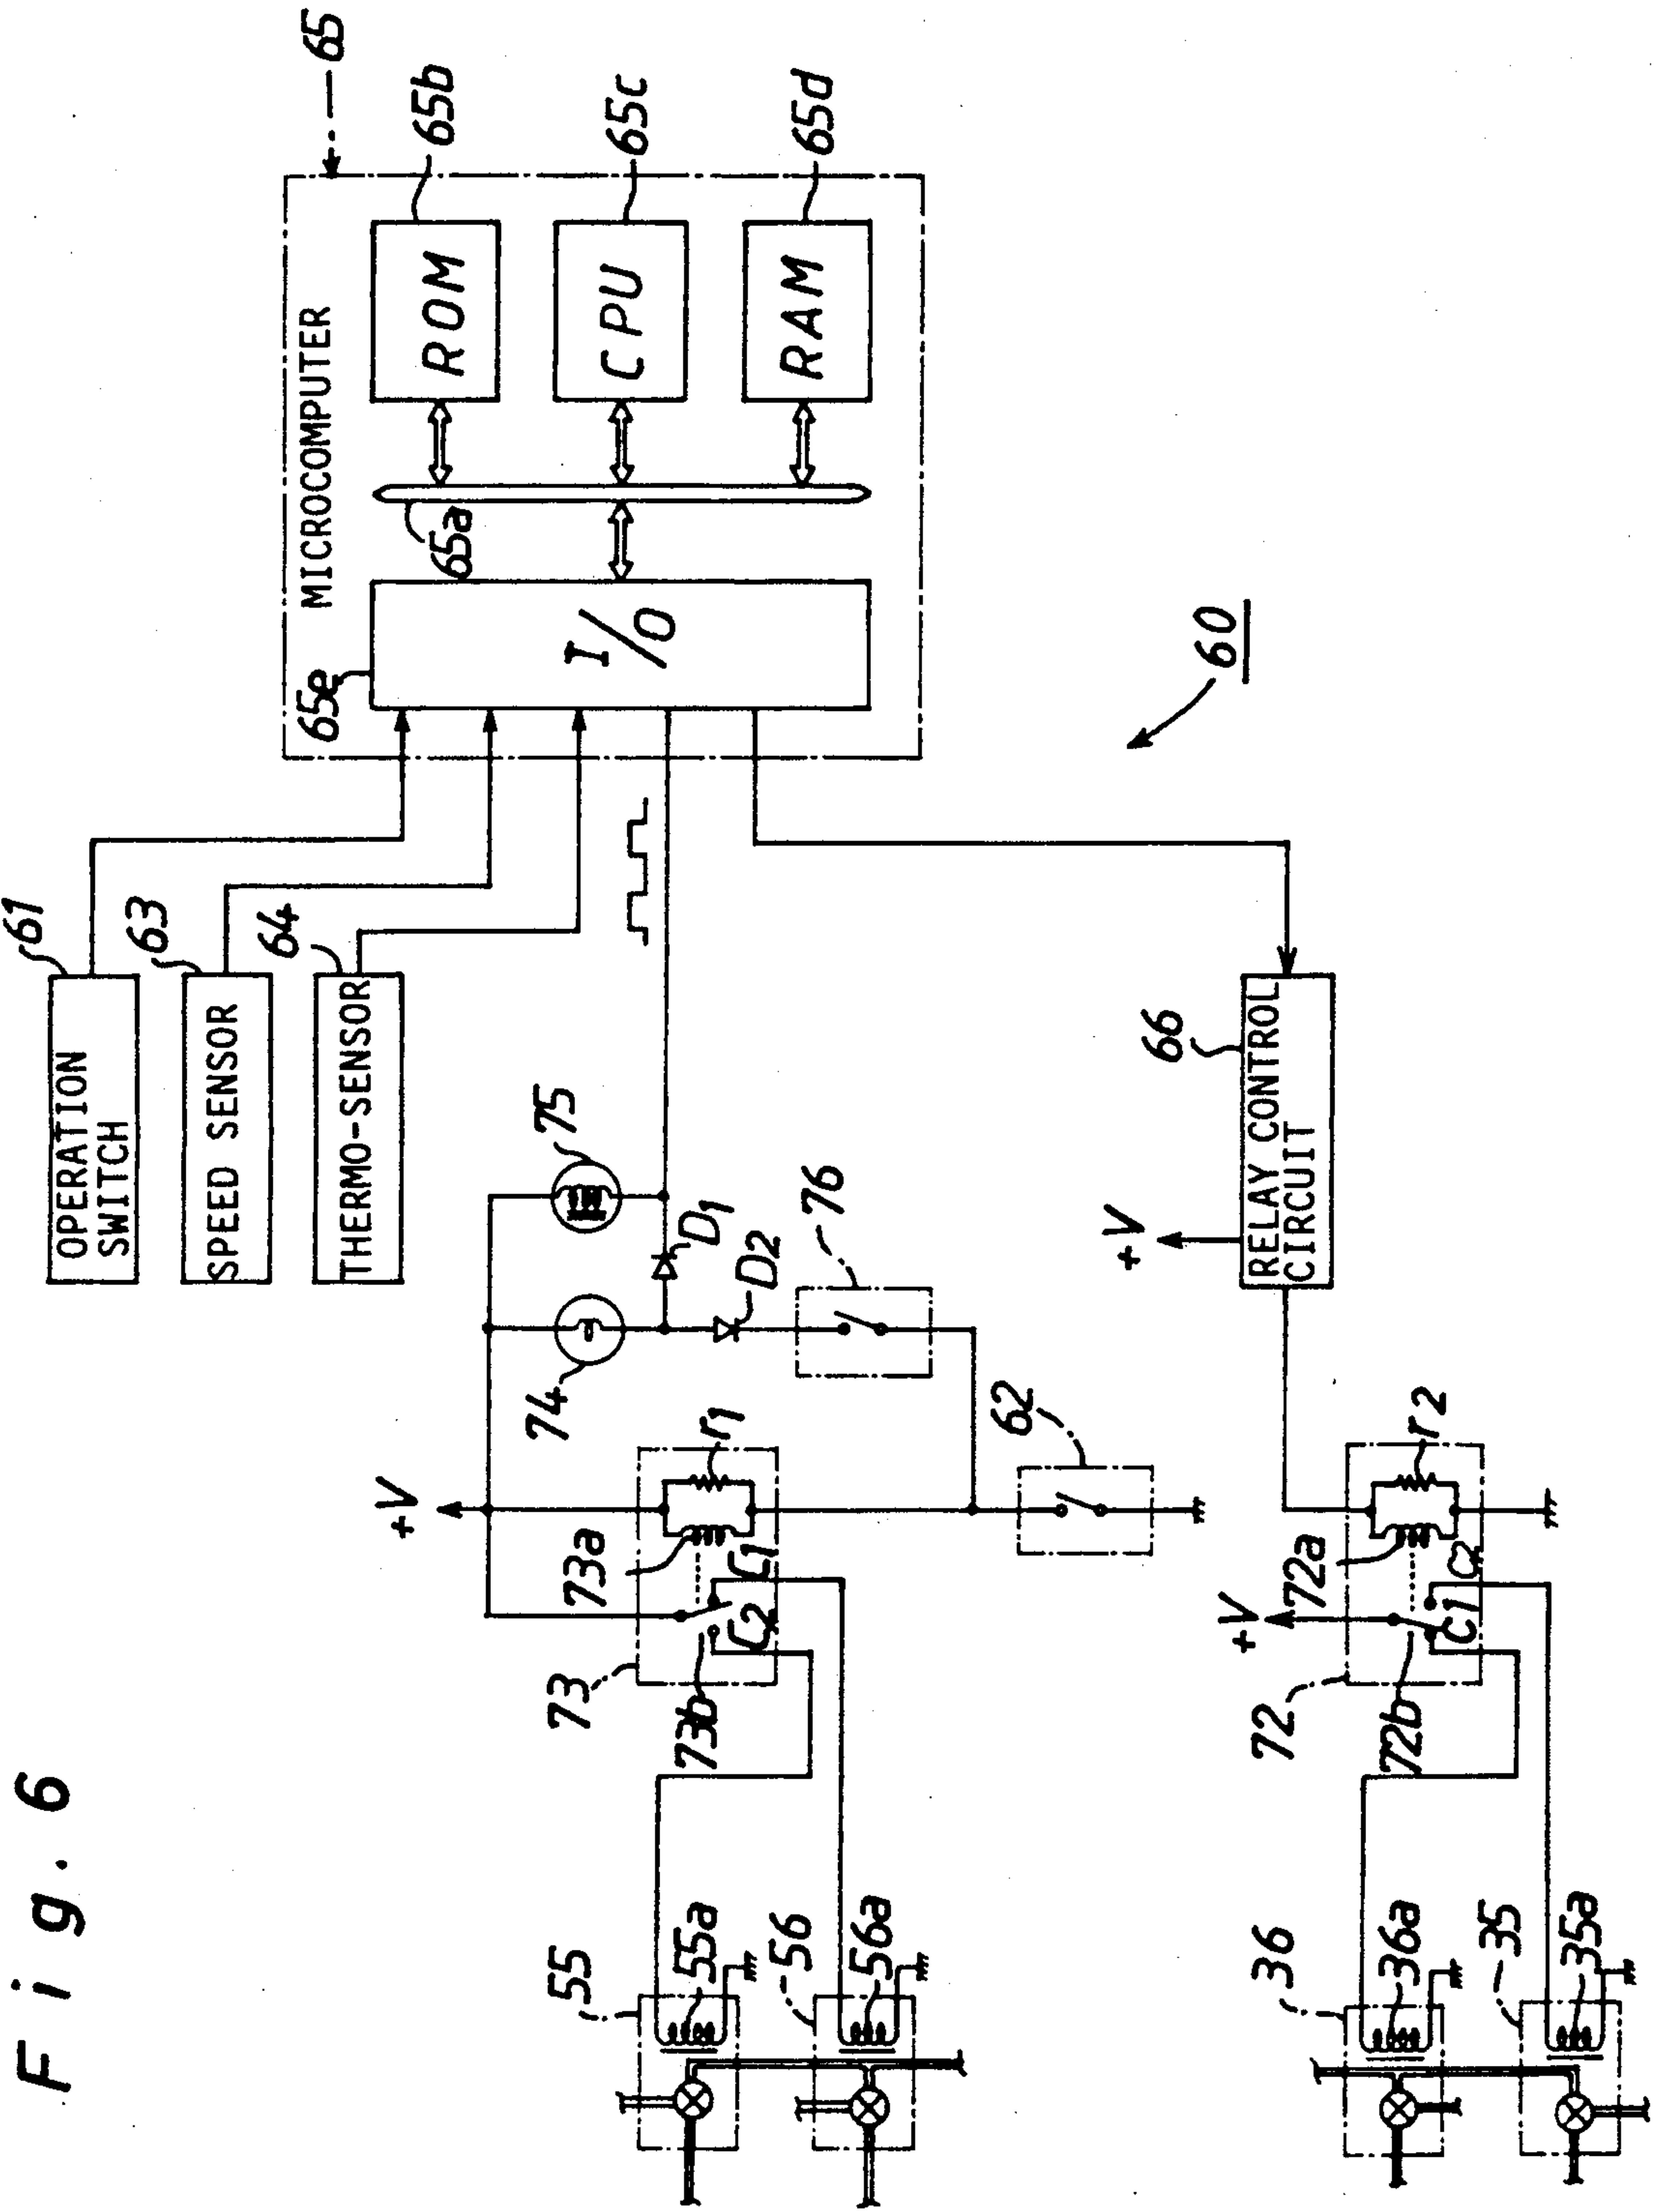 Fig. 6
61
OPERATION
SWITCH
63
SPEED SENSOR
64
THERMO-SENSOR
65
MICROCOMPUTER
65e
I/O
65a
65b
ROM
65c
CPU
65d
RAM
+V
74
75
D1
D2
76
62
73
73a
r1
C1
C2
73b
55
55a
56
56a
60
66
RELAY CONTROL
CIRCUIT
+V
+V
72
72a
r2
C2
C1
72b
36
36a
35
35a